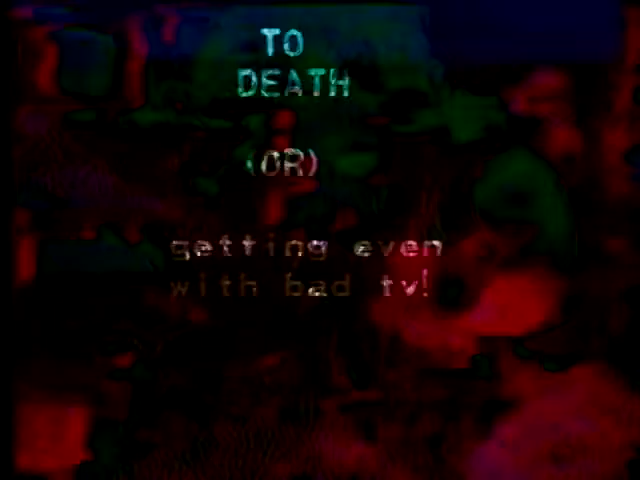 TO
DEATH
(OR)
getting even
with bad tv!